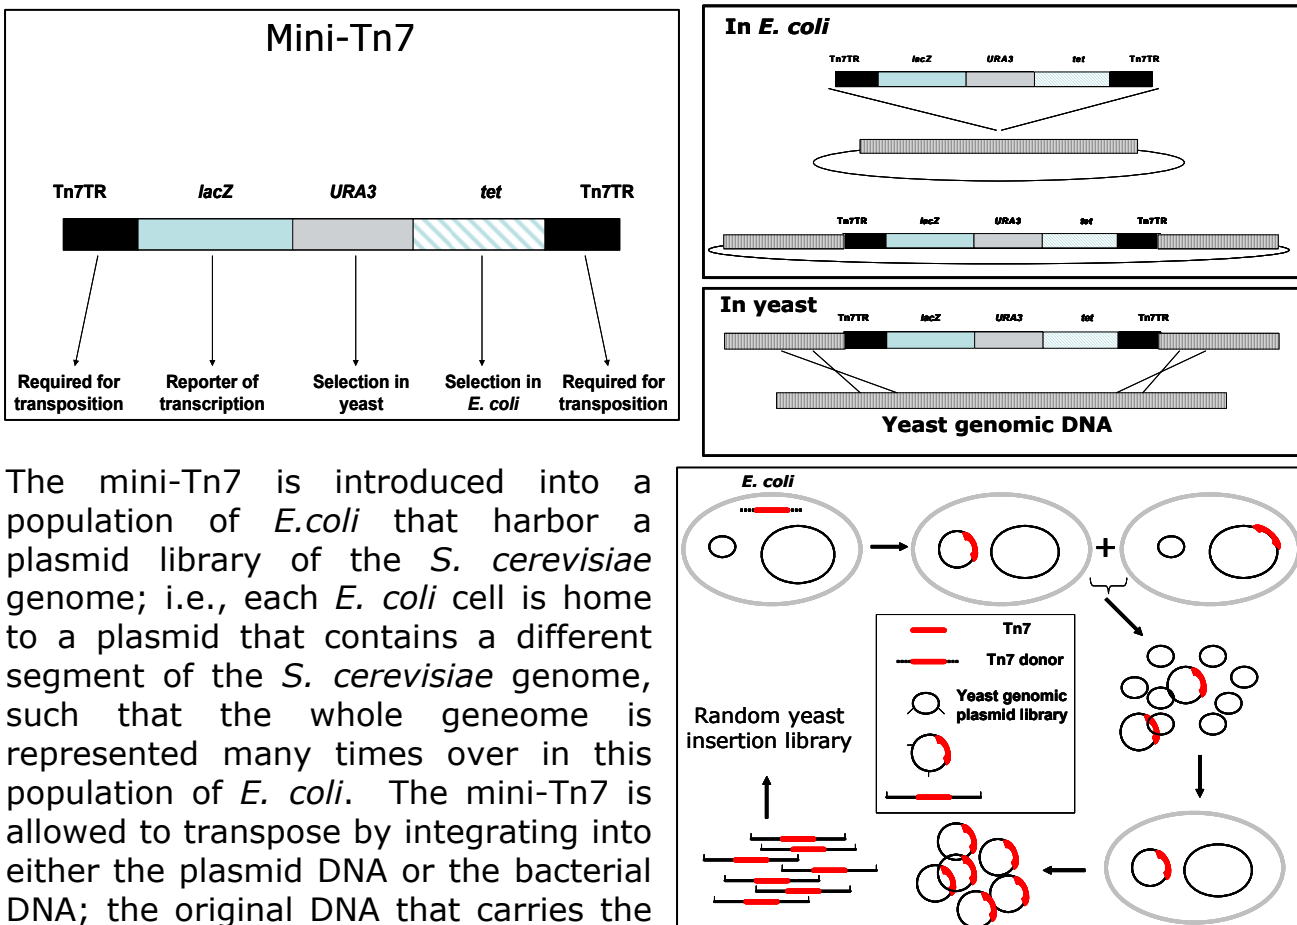 Mini-Tn7
Tn7TR lacZ URA3 tet Tn7TR
Required for Reporter of Selection in Selection in Required for
transposition transcription yeast E. coli transposition
In E. coli
Tn7TR lacZ URA3 tet Tn7TR
Tn7TR lacZ URA3 tet Tn7TR
In yeast
Tn7TR lacZ URA3 tet Tn7TR
Yeast genomic DNA
The mini-Tn7 is introduced into a
population of E.coli that harbor a
plasmid library of the S. cerevisiae
genome; i.e., each E. coli cell is home
to a plasmid that contains a different
segment of the S. cerevisiae genome,
such that the whole geneome is
represented many times over in this
population of E. coli. The mini-Tn7 is
allowed to transpose by integrating into
either the plasmid DNA or the bacterial
DNA; the original DNA that carries the
E. coli
+
Tn7
Tn7 donor
Yeast genomic
plasmid library
Random yeast
insertion library